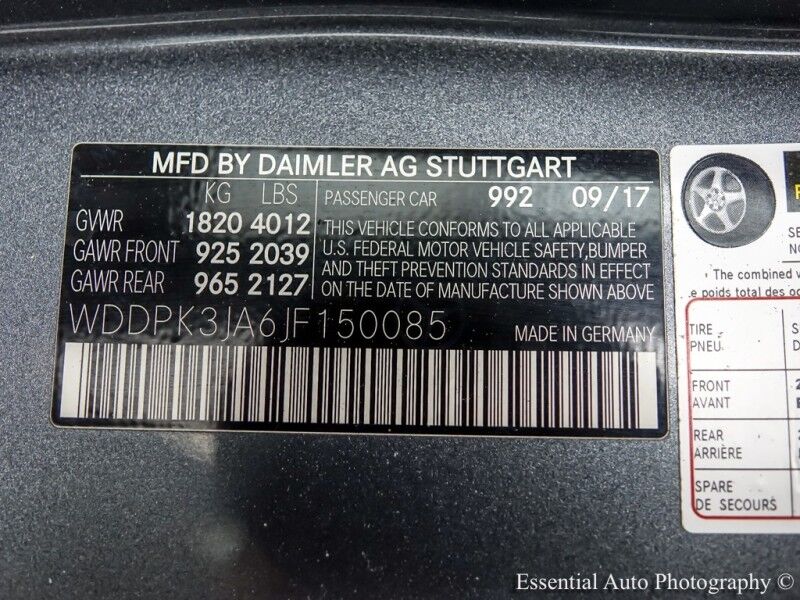 MFD BY DAIMLER AG STUTTGART
KG LBS
GVWR 1820 4012
GAWR FRONT 925 2039
GAWR REAR 965 2127
PASSENGER CAR 992 09/17
THIS VEHICLE CONFORMS TO ALL APPLICABLE
U.S. FEDERAL MOTOR VEHICLE SAFETY, BUMPER
AND THEFT PREVENTION STANDARDS IN EFFECT
ON THE DATE OF MANUFACTURE SHOWN ABOVE
WDDPK3JA6JF150085
MADE IN GERMANY
The combined
poids total des
TIRE
PNEU
FRONT
AVANT
REAR
ARRIÈRE
SPARE
DE SECOURS
Essential Auto Photography ©